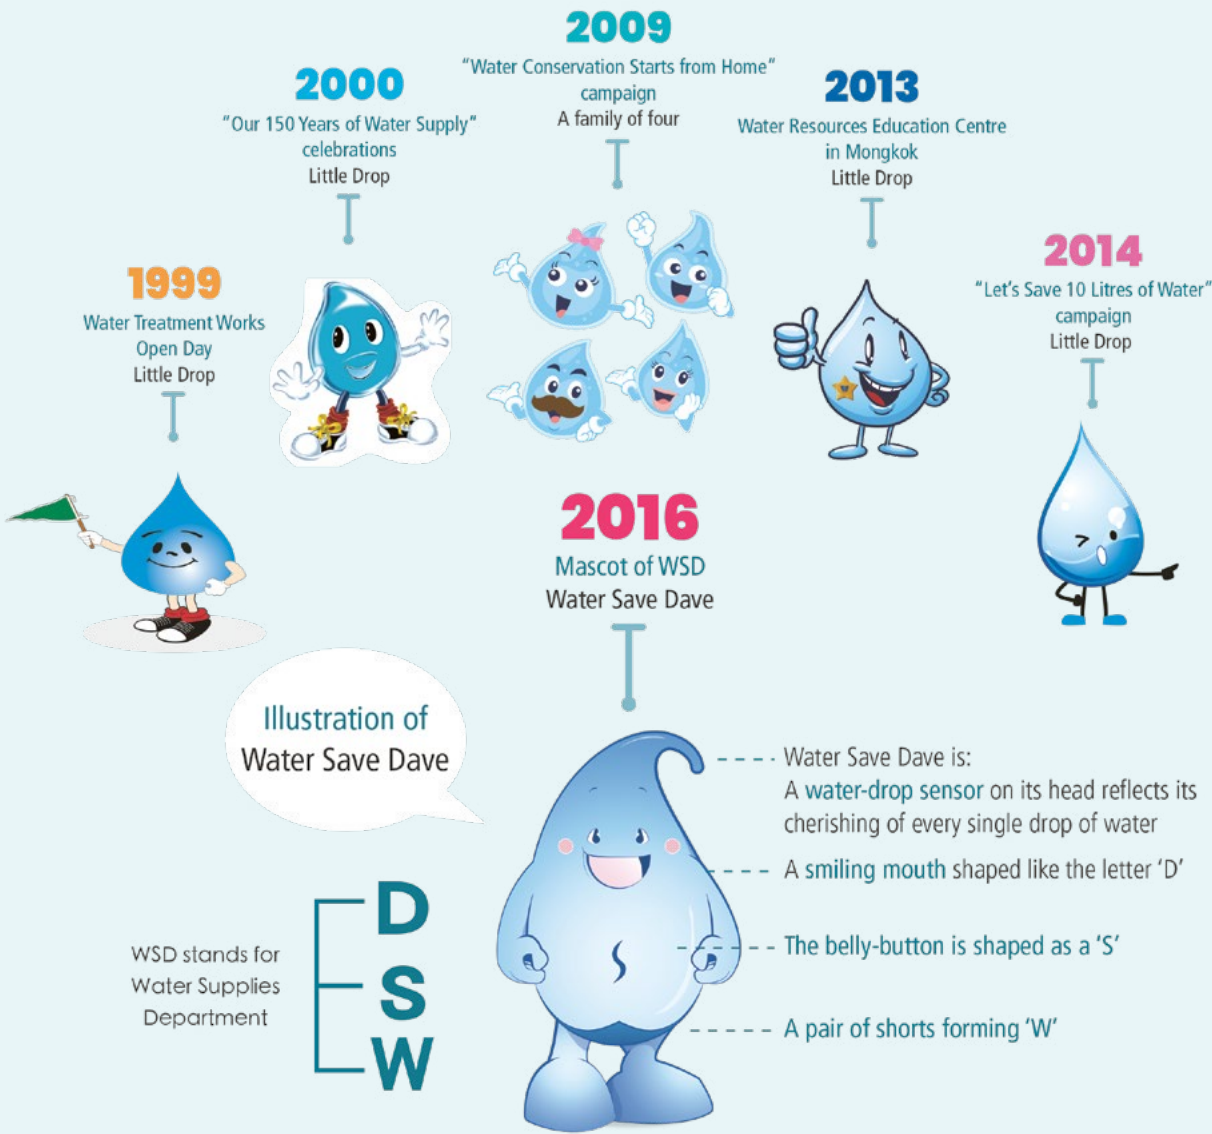 1999
Water Treatment Works
Open Day
Little Drop
2000
“Our 150 Years of Water Supply”
celebrations
Little Drop
2009
“Water Conservation Starts from Home”
campaign
A family of four
2013
Water Resources Education Centre
in Mongkok
Little Drop
2014
“Let’s Save 10 Litres of Water”
campaign
Little Drop
2016
Mascot of WSD
Water Save Dave
Illustration of
Water Save Dave
Water Save Dave is:
A water-drop sensor on its head reflects its
cherishing of every single drop of water
A smiling mouth shaped like the letter ‘D’
The belly-button is shaped as a ‘S’
A pair of shorts forming ‘W’
WSD stands for
Water Supplies
Department
D
S
W